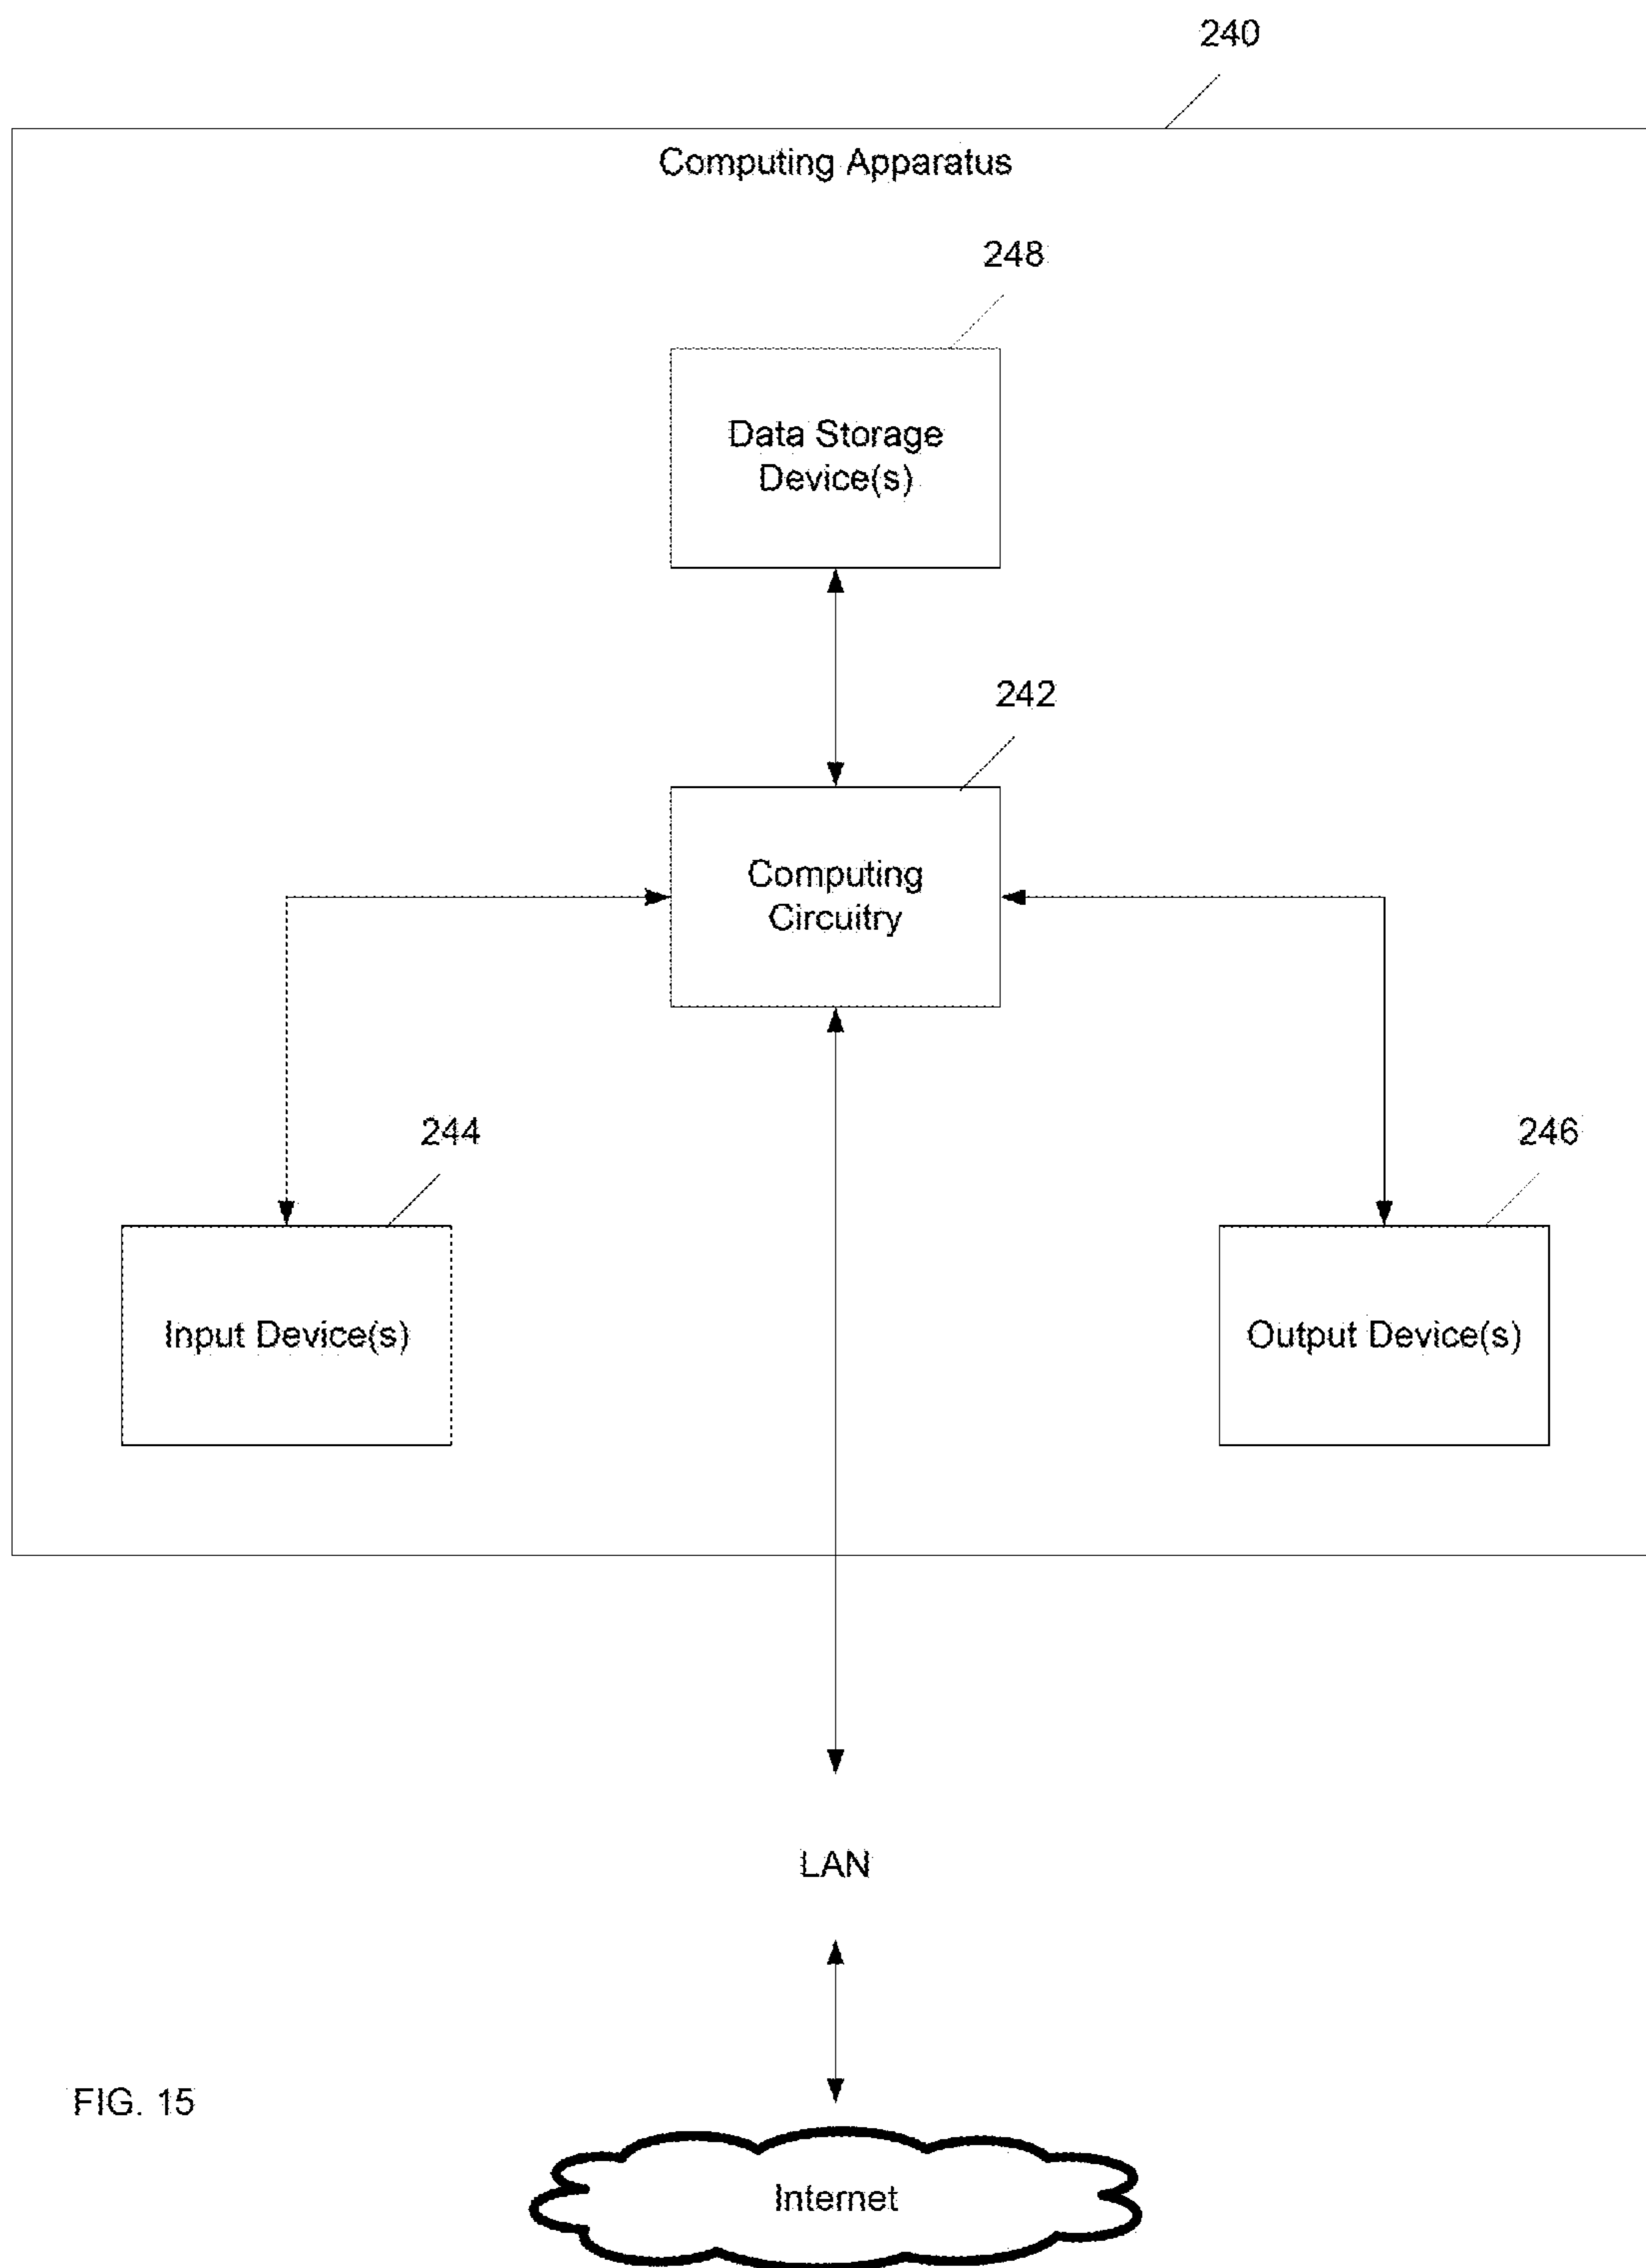 240
Computing Apparatus
248
Data Storage
Device(s)
242
Computing
Circuitry
244
246
Input Device(s)
Output Device(s)
LAN
FIG. 15
Internet